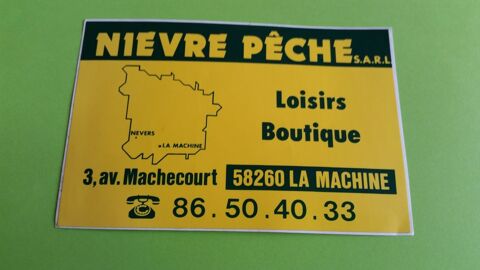 NIEVRE PÊCHE S.A.R.L
Loisirs
Boutique
NEVERS
LA MACHINE
3, av. Machecourt 58260 LA MACHINE
86.50.40.33